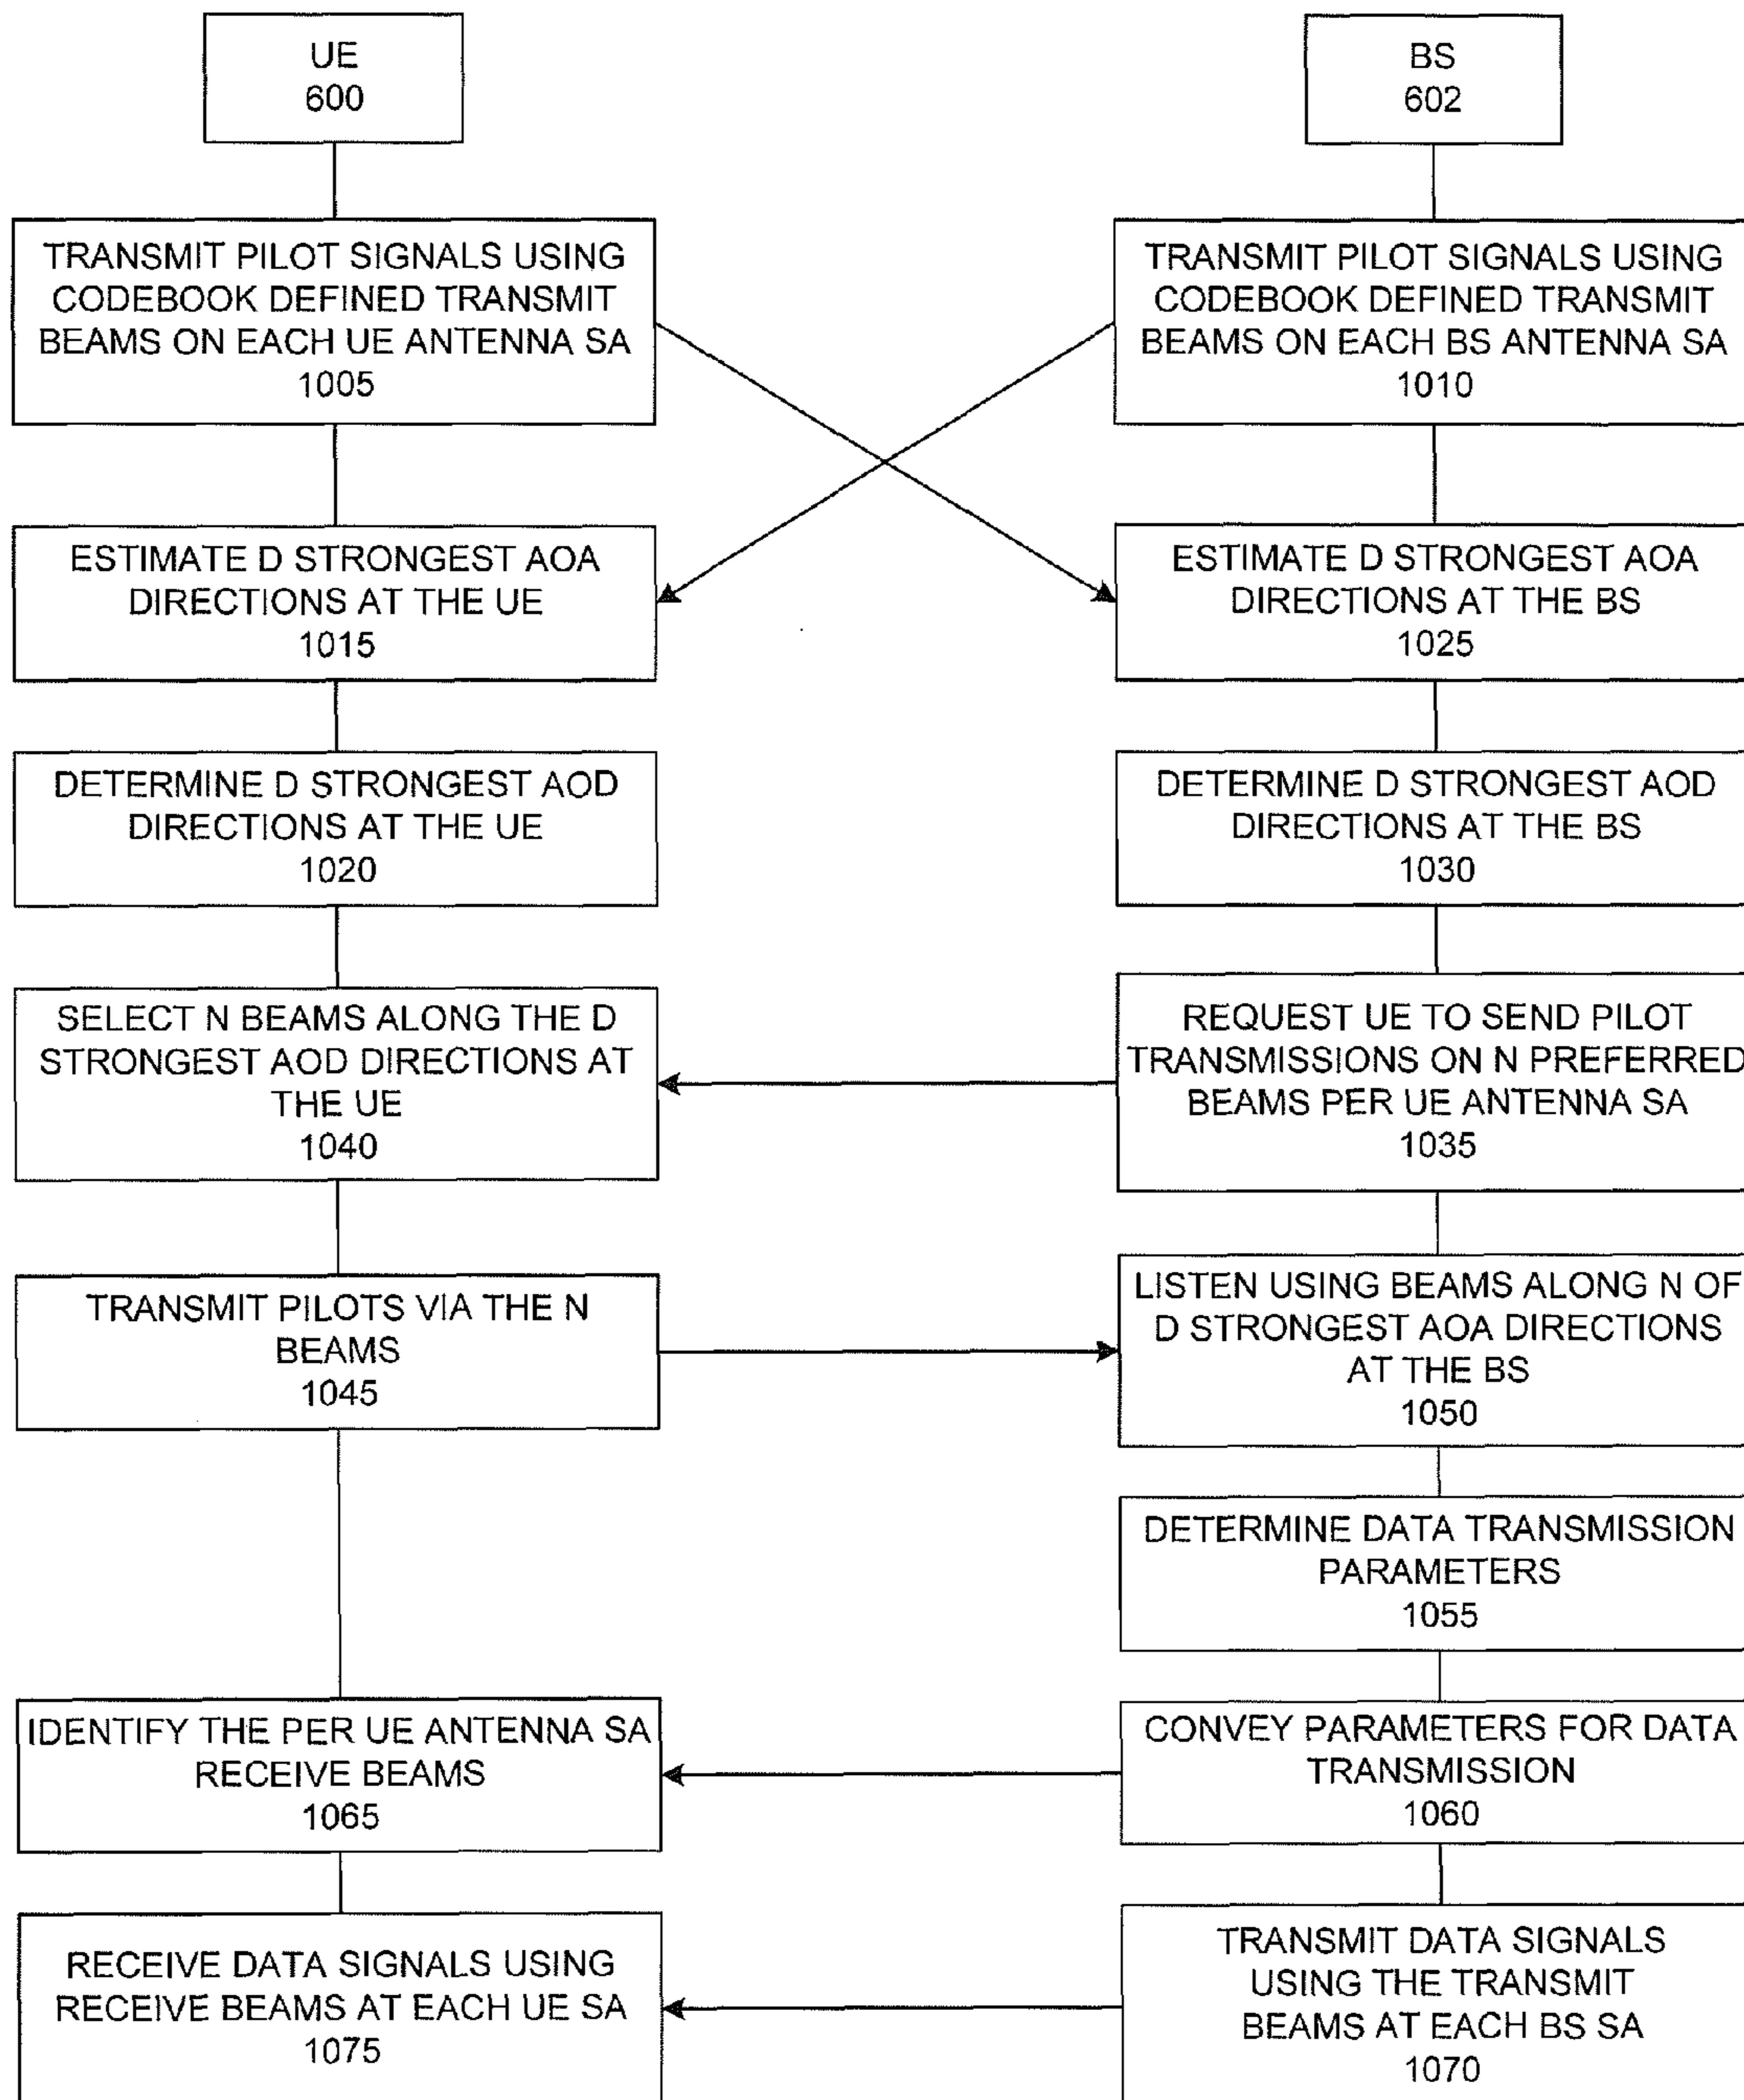 UE
600
BS
602
TRANSMIT PILOT SIGNALS USING
CODEBOOK DEFINED TRANSMIT
BEAMS ON EACH UE ANTENNA SA
1005
TRANSMIT PILOT SIGNALS USING
CODEBOOK DEFINED TRANSMIT
BEAMS ON EACH BS ANTENNA SA
1010
ESTIMATE D STRONGEST AOA
DIRECTIONS AT THE UE
1015
ESTIMATE D STRONGEST AOA
DIRECTIONS AT THE BS
1025
DETERMINE D STRONGEST AOD
DIRECTIONS AT THE UE
1020
DETERMINE D STRONGEST AOD
DIRECTIONS AT THE BS
1030
SELECT N BEAMS ALONG THE D
STRONGEST AOD DIRECTIONS AT
THE UE
1040
REQUEST UE TO SEND PILOT
TRANSMISSIONS ON N PREFERRED
BEAMS PER UE ANTENNA SA
1035
TRANSMIT PILOTS VIA THE N
BEAMS
1045
LISTEN USING BEAMS ALONG N OF
D STRONGEST AOA DIRECTIONS
AT THE BS
1050
DETERMINE DATA TRANSMISSION
PARAMETERS
1055
IDENTIFY THE PER UE ANTENNA SA
RECEIVE BEAMS
1065
CONVEY PARAMETERS FOR DATA
TRANSMISSION
1060
RECEIVE DATA SIGNALS USING
RECEIVE BEAMS AT EACH UE SA
1075
TRANSMIT DATA SIGNALS
USING THE TRANSMIT
BEAMS AT EACH BS SA
1070